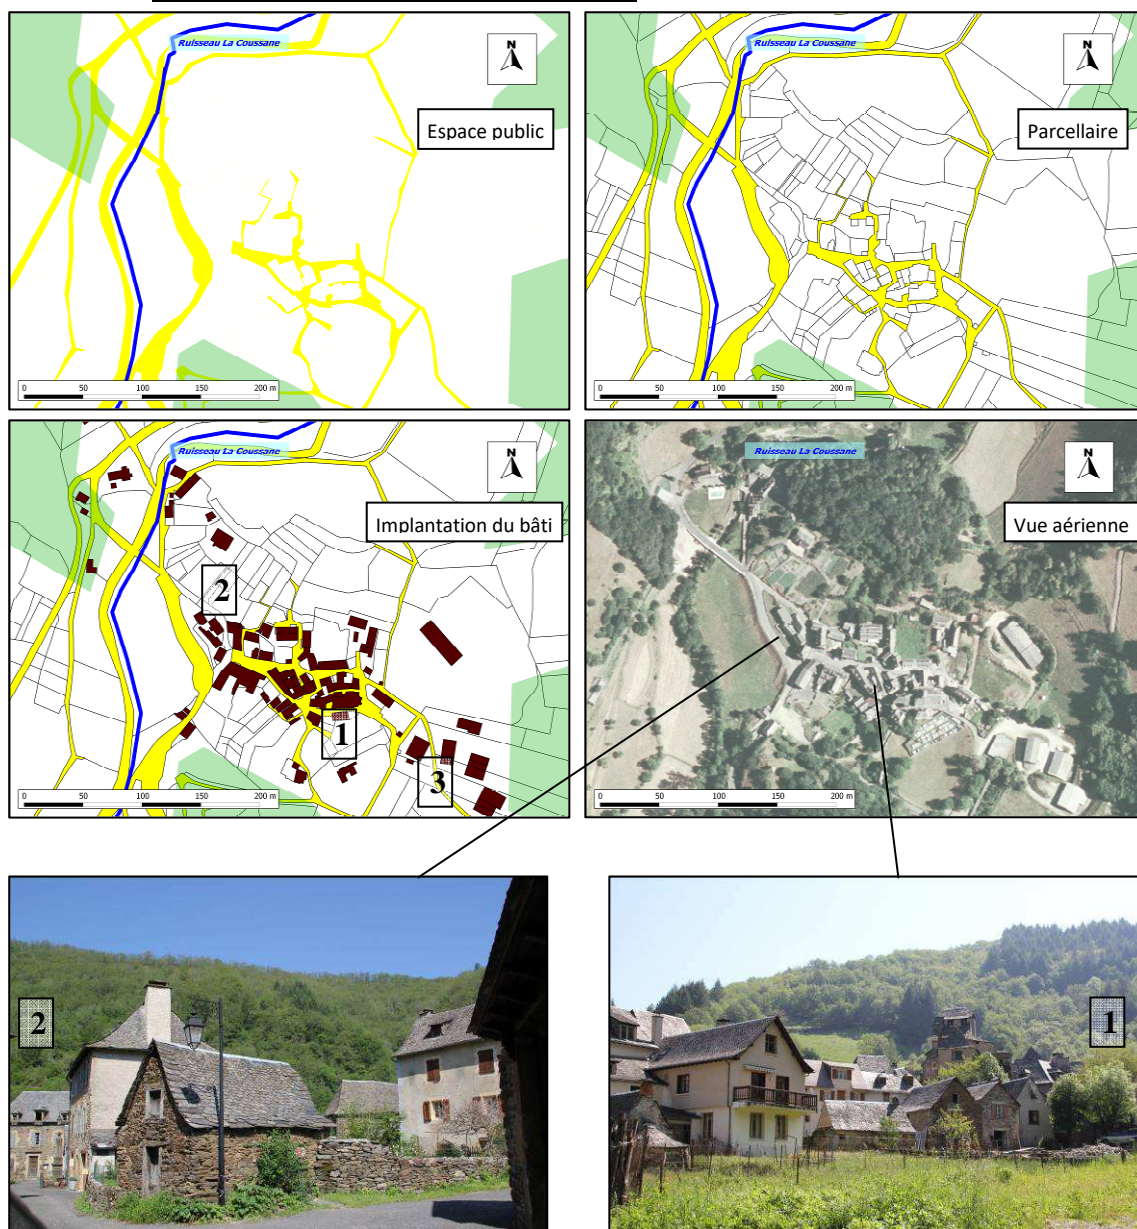 Ruisseau La Coussane
N
Espace public
0 50 100 150 200 m
Ruisseau La Coussane
N
Parcellaire
0 50 100 150 200 m
Ruisseau La Coussane
N
Implantation du bâti
2
1
3
0 50 100 150 200 m
Ruisseau La Coussane
N
Vue aérienne
0 50 100 150 200 m
2
1